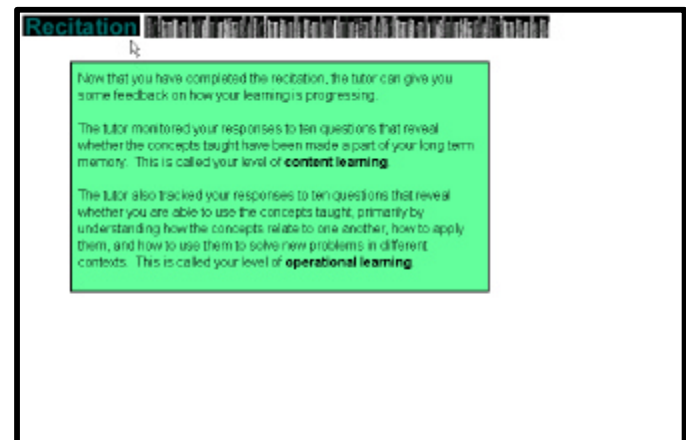 Recitation
Now that you have completed the recitation, the tutor can give you
some feedback on how your learning is progressing.
The tutor monitored your responses to ten questions that reveal
whether the concepts taught have been made a part of your long term
memory. This is called your level of content learning.
The tutor also tracked your responses to ten questions that reveal
whether you are able to use the concepts taught, primarily by
understanding how the concepts relate to one another, how to apply
them, and how to use them to solve new problems in different
contexts. This is called your level of operational learning.